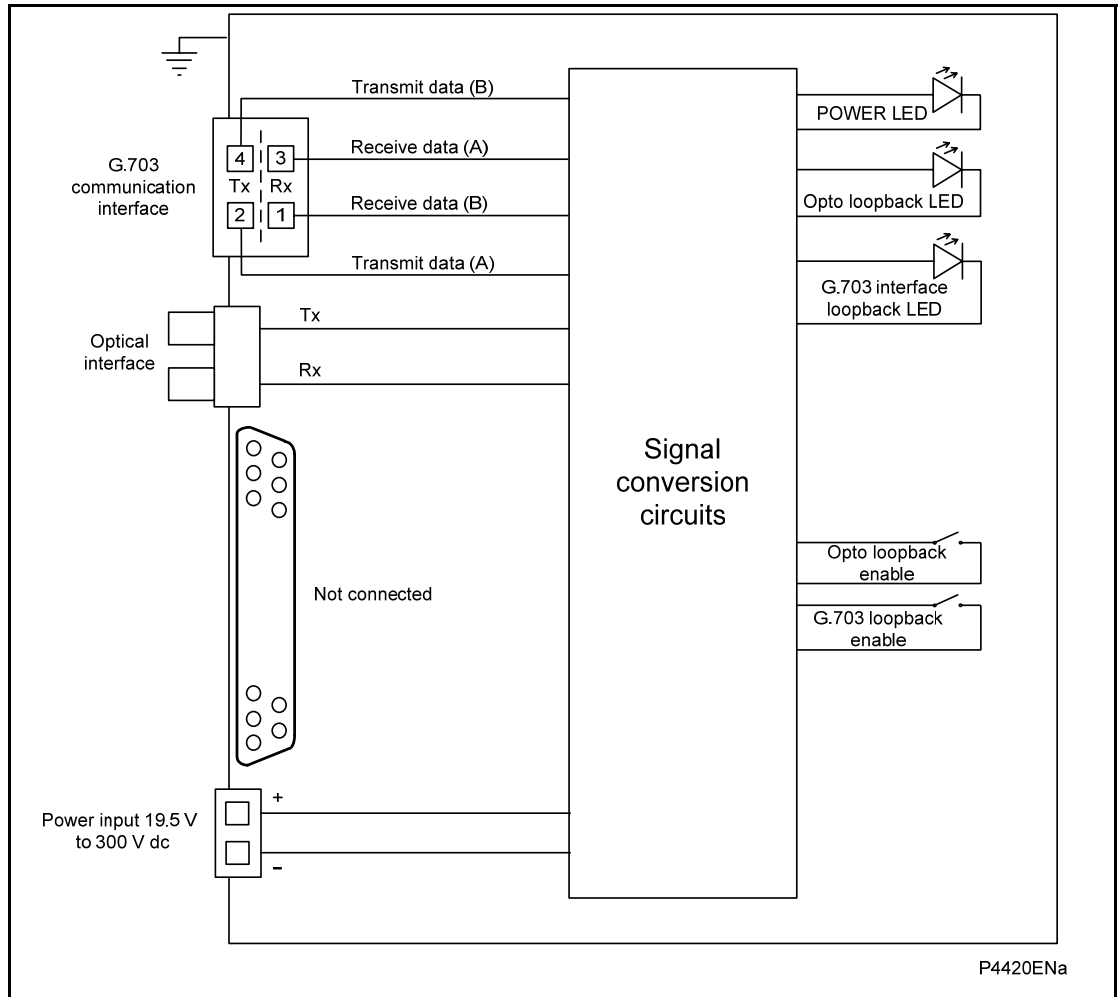 Transmit data (B)
G.703
communication
interface
4
3
Tx
Rx
2
1
Receive data (A)
Receive data (B)
Transmit data (A)
Optical
interface
Tx
Rx
Not connected
Power input 19.5 V
to 300 V dc
+
-
Signal
conversion
circuits
POWER LED
Opto loopback LED
G.703 interface
loopback LED
Opto loopback
enable
G.703 loopback
enable
P4420ENa